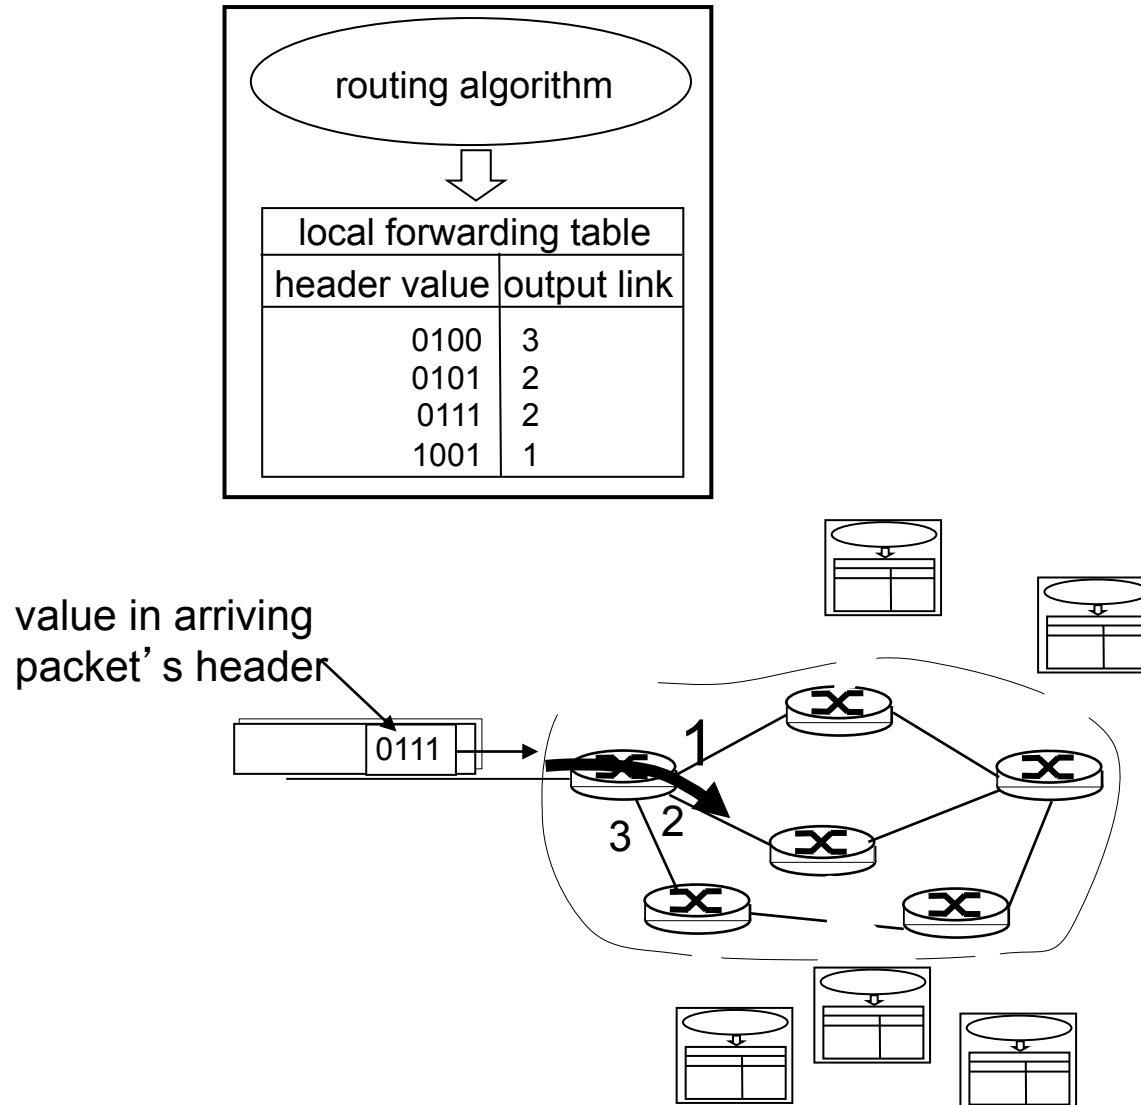 routing algorithm
local forwarding table
header value output link
0100 3
0101 2
0111 2
1001 1
value in arriving
packet’s header
0111
1
2
3